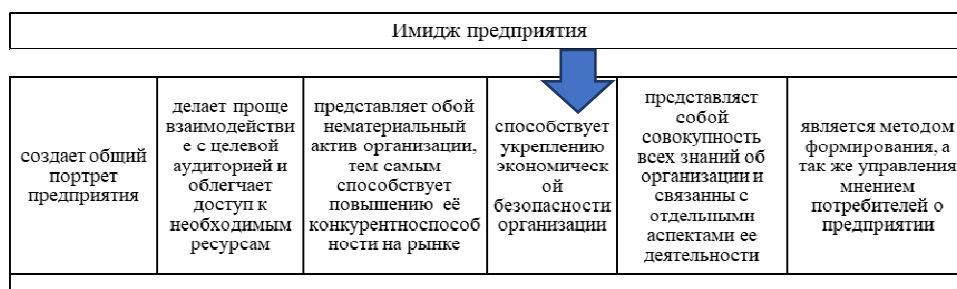 Имидж предприятия
создает общий
портрет
предприятия
делает проще
взаимодействи
е с целевой
аудиторией и
облегчает
доступ к
необходимым
ресурсам
представляет обой
нематериальный
актив организации,
тем самым
способствует
повышению её
конкурентноспособ
ности на рынке
способствует
укреплению
экономическ
ой
безопасности
организации
представляет
собой
совокупность
всех знаний об
организации и
связанны с
отдельными
аспектами ее
деятельности
является методом
формирования, а
так же управления
мнением
потребителей о
предприятии